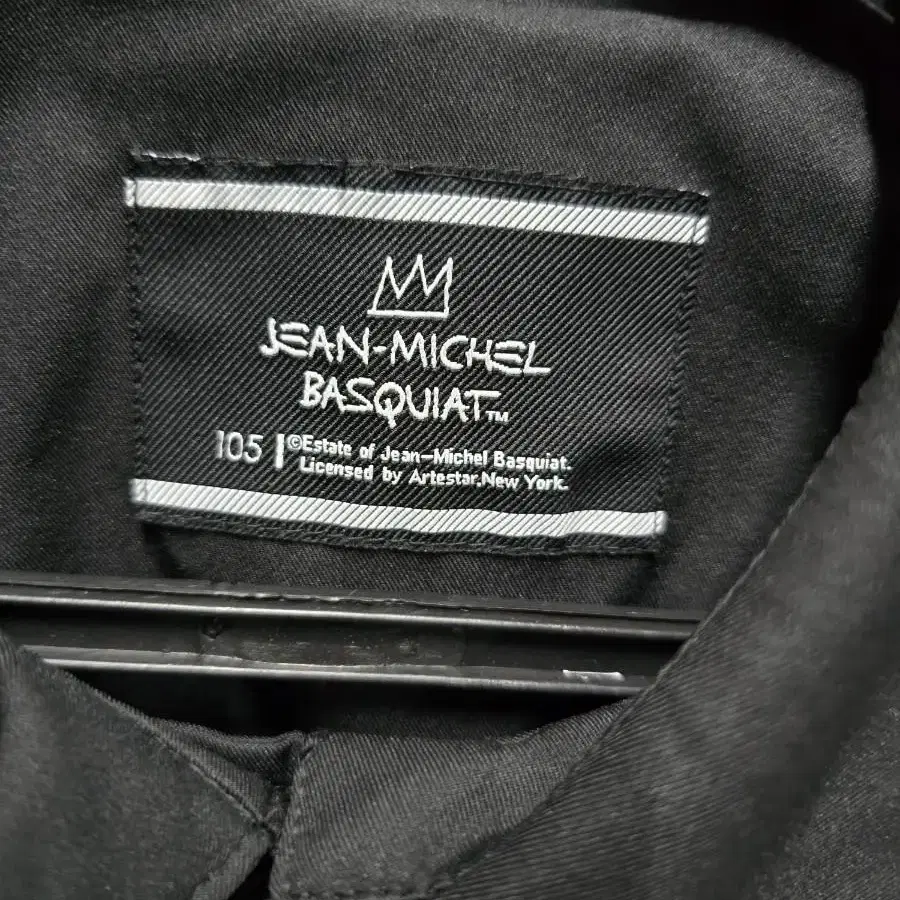 JEAN-MICHEL
BASQUIAT™
105 | ©Estate of Jean-Michel Basquiat.
Licensed by Artestar,New York.